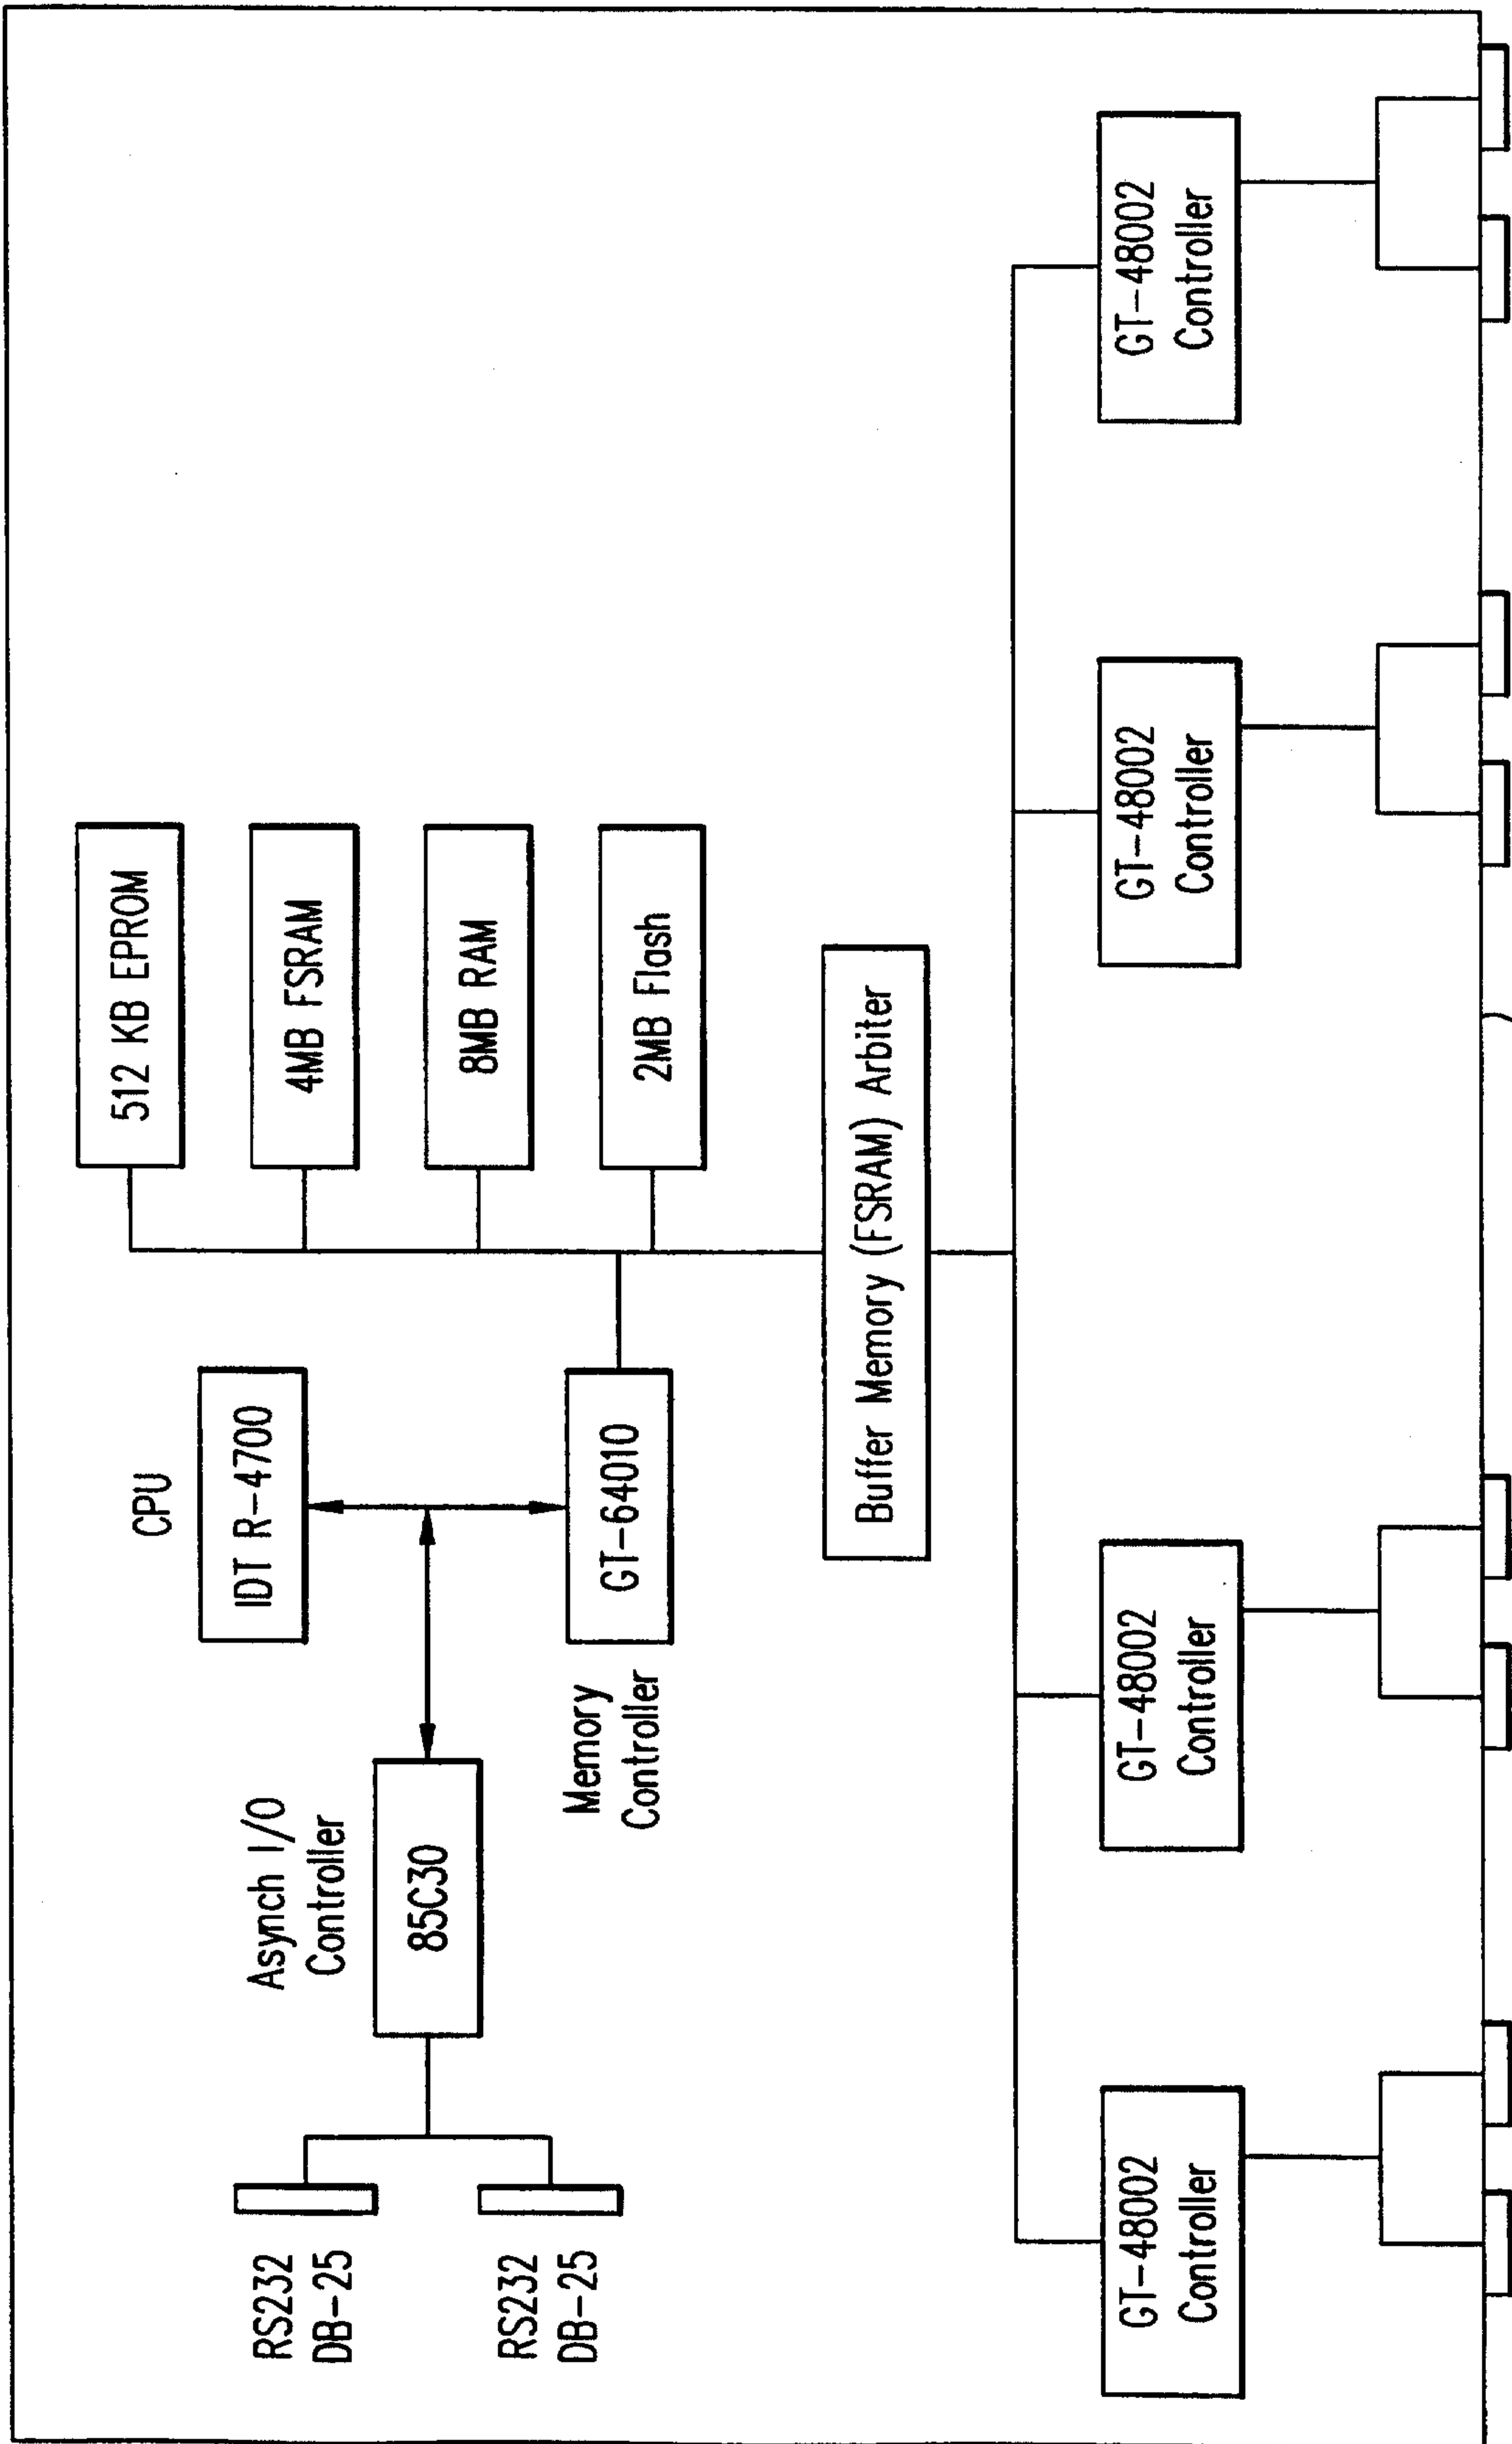 CPU
IDT R-4700
512 KB EPROM
4MB FSRAM
8MB RAM
2MB Flash
Asynch I/O
Controller
85C30
RS232
DB-25
RS232
DB-25
GT-64010
Memory
Controller
Buffer Memory (FSRAM) Arbiter
GT-48002
Controller
GT-48002
Controller
GT-48002
Controller
GT-48002
Controller